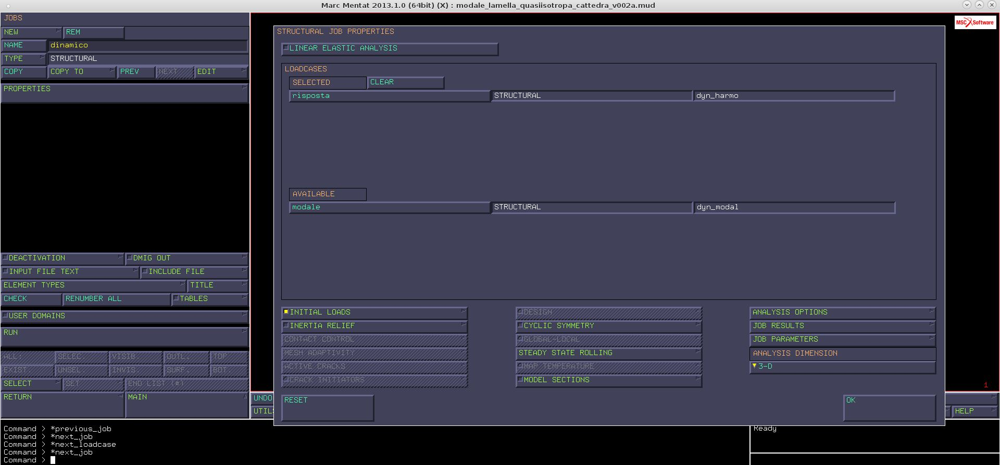 Marc Mentat 2013.1.0 (64bit) (X) : modale_lamella_quasiisotropa_cattedra_v002a.mud
JOBS
NEW REM
NAME dinamico
TYPE STRUCTURAL
COPY COPY TO PREV NEXT EDIT
PROPERTIES
DEACTIVATION DMIG OUT
INPUT FILE TEXT INCLUDE FILE
ELEMENT TYPES TITLE
CHECK RENUMBER ALL TABLES
USER DOMAINS
RUN
ALL: SELEC. VISIB. OUTL. TOP
EXIST. UNSEL. INVIS. SURF. BOT.
SELECT SET END LIST (#)
RETURN MAIN
STRUCTURAL JOB PROPERTIES
LINEAR ELASTIC ANALYSIS
LOADCASES
SELECTED CLEAR
risposta STRUCTURAL dyn_harmo
AVAILABLE
modale STRUCTURAL dyn_modal
INITIAL LOADS DESIGN ANALYSIS OPTIONS
INERTIA RELIEF CYCLIC SYMMETRY JOB RESULTS
CONTACT CONTROL GLOBAL-LOCAL JOB PARAMETERS
MESH ADAPTIVITY STEADY STATE ROLLING ANALYSIS DIMENSION
ACTIVE CRACKS MAP TEMPERATURE 3-D
CRACK INITIATORS MODEL SECTIONS
RESET OK
MSC Software
1
UNDO
UTILS HELP
Command > *previous_job
Command > *next_job
Command > *next_loadcase
Command > *next_job
Command >
Ready